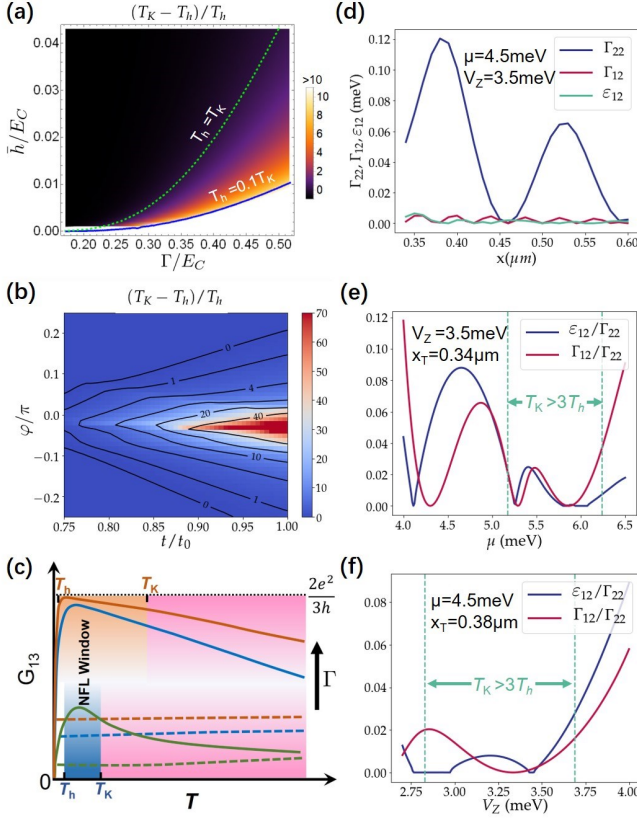 (a)
(T_K − T_h)/T_h
h̄/E_C
0.04
0.03
0.02
0.01
0.00
T_h=T_K
T_h=0.1T_K
>10
10
8
6
4
2
0
0.20 0.30 0.40 0.50
Γ/E_C
(b)
(T_K − T_h)/T_h
φ/π
0.2
0.1
0.0
−0.1
−0.2
0
1
4
20
40
10
4
1
0
70
60
50
40
30
20
10
0
0.75 0.80 0.85 0.90 0.95 1.00
t/t_0
(c)
T_h
T_K
2e²
3h
G_13
NFL Window
Γ
0
T_h
T_K
T
(d)
Γ_22, Γ_12, ε_12 (meV)
0.12
0.10
0.08
0.06
0.04
0.02
0.00
μ=4.5meV
V_Z=3.5meV
Γ_22
Γ_12
ε_12
0.40 0.45 0.50 0.55 0.60
x(μm)
(e)
0.12
0.10
0.08
0.06
0.04
0.02
0.00
V_Z=3.5meV
x_T=0.34μm
ε_12/Γ_22
Γ_12/Γ_22
T_K>3T_h
4.0 4.5 5.0 5.5 6.0 6.5
μ (meV)
(f)
0.08
0.06
0.04
0.02
0.00
μ=4.5meV
x_T=0.38μm
ε_12/Γ_22
Γ_12/Γ_22
T_K>3T_h
2.75 3.00 3.25 3.50 3.75 4.00
V_Z (meV)